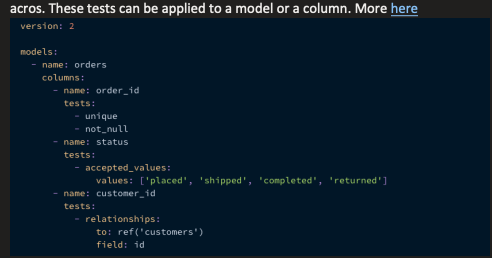 acros. These tests can be applied to a model or a column. More here
version: 2
models:
- name: orders
columns:
- name: order_id
tests:
- unique
- not_null
- name: status
tests:
- accepted_values:
values: ['placed', 'shipped', 'completed', 'returned']
- name: customer_id
tests:
- relationships:
to: ref('customers')
field: id